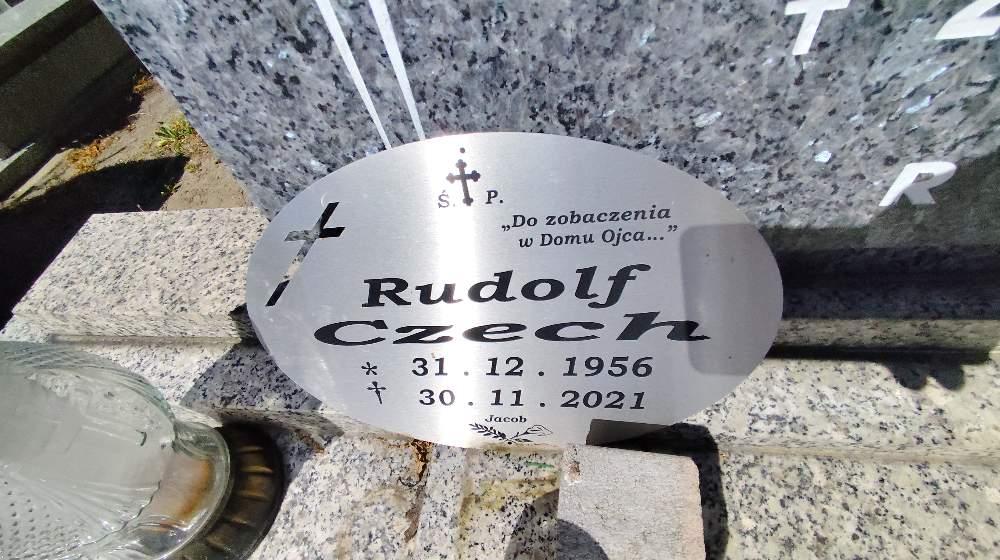 Ś. P.
„Do zobaczenia
w Domu Ojca...”
Rudolf
Czech
* 31.12.1956
† 30.11.2021
Jacob
T Z
R